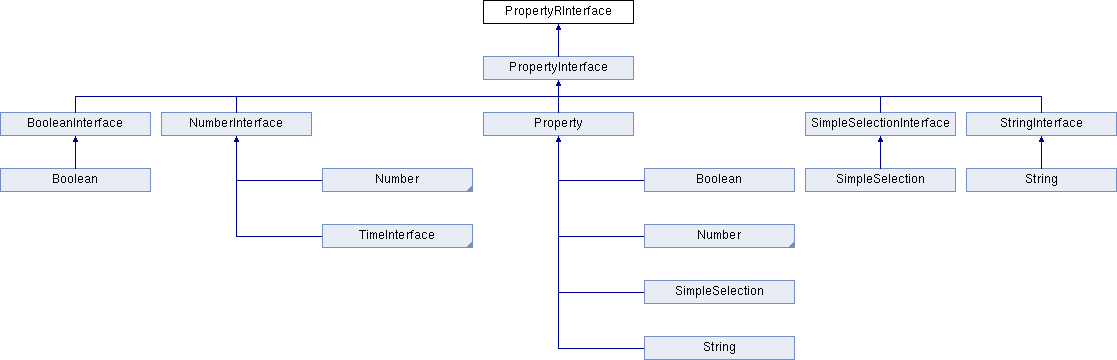 PropertyRInterface
PropertyInterface
BooleanInterface
NumberInterface
Property
SimpleSelectionInterface
StringInterface
Boolean
Number
Boolean
SimpleSelection
String
TimeInterface
Number
SimpleSelection
String